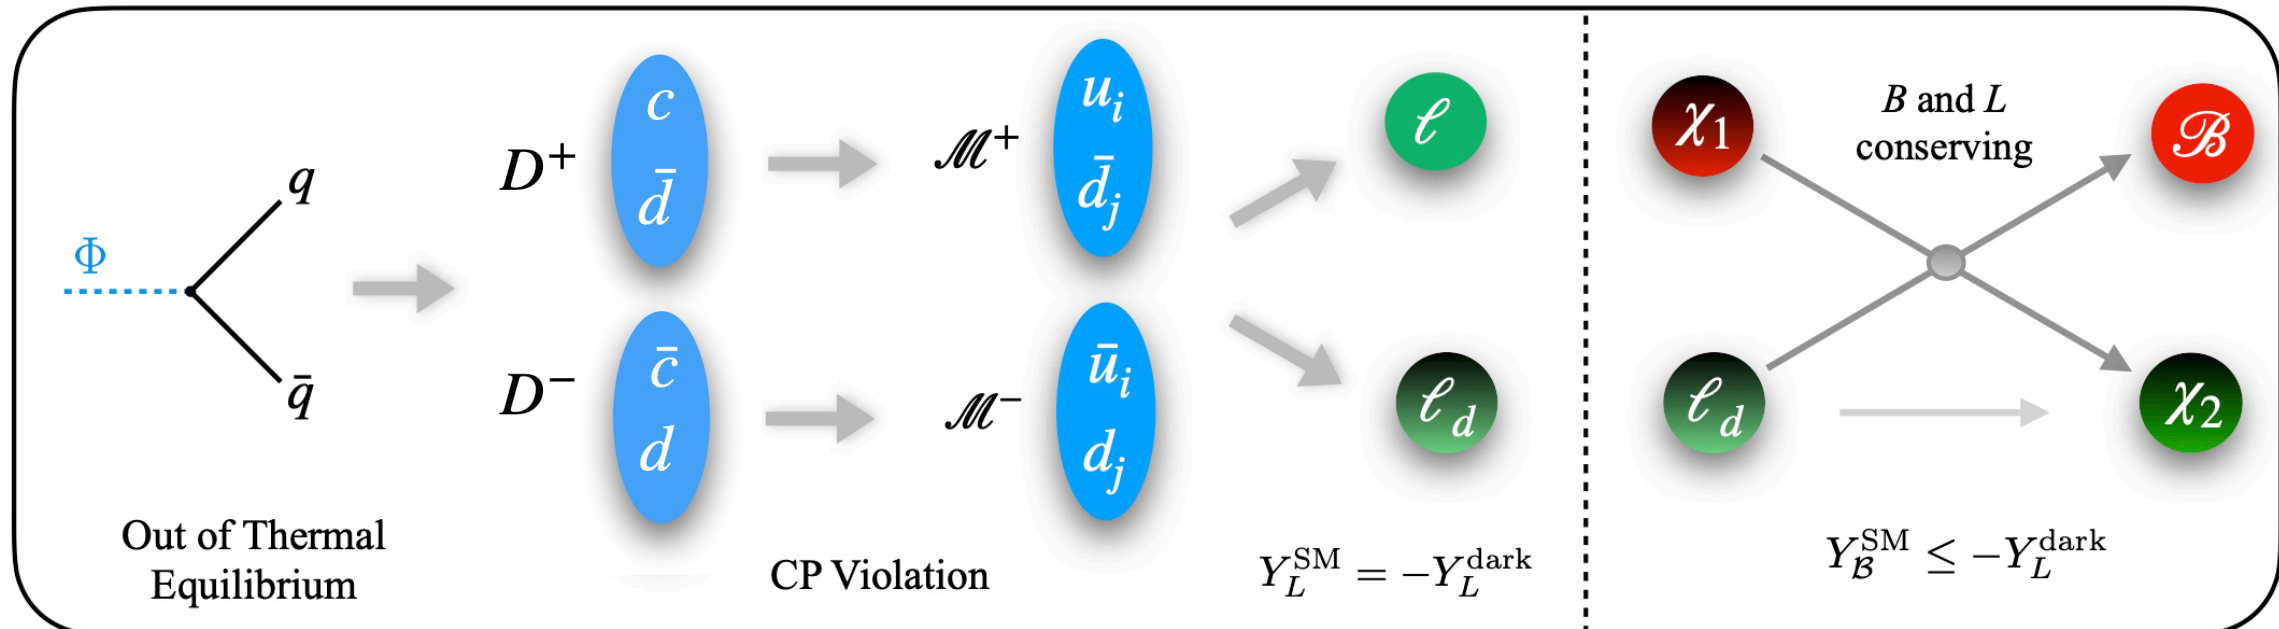 Φ
q
q̄
Out of Thermal
Equilibrium
D⁺
c
d̄
D⁻
c̄
d
CP Violation
ℳ⁺
uᵢ
d̄ⱼ
ℳ⁻
ūᵢ
dⱼ
ℓ
ℓ_d
Y_L^SM = −Y_L^dark
χ₁
B and L
conserving
ℬ
ℓ_d
χ₂
Y_ℬ^SM ≤ −Y_L^dark